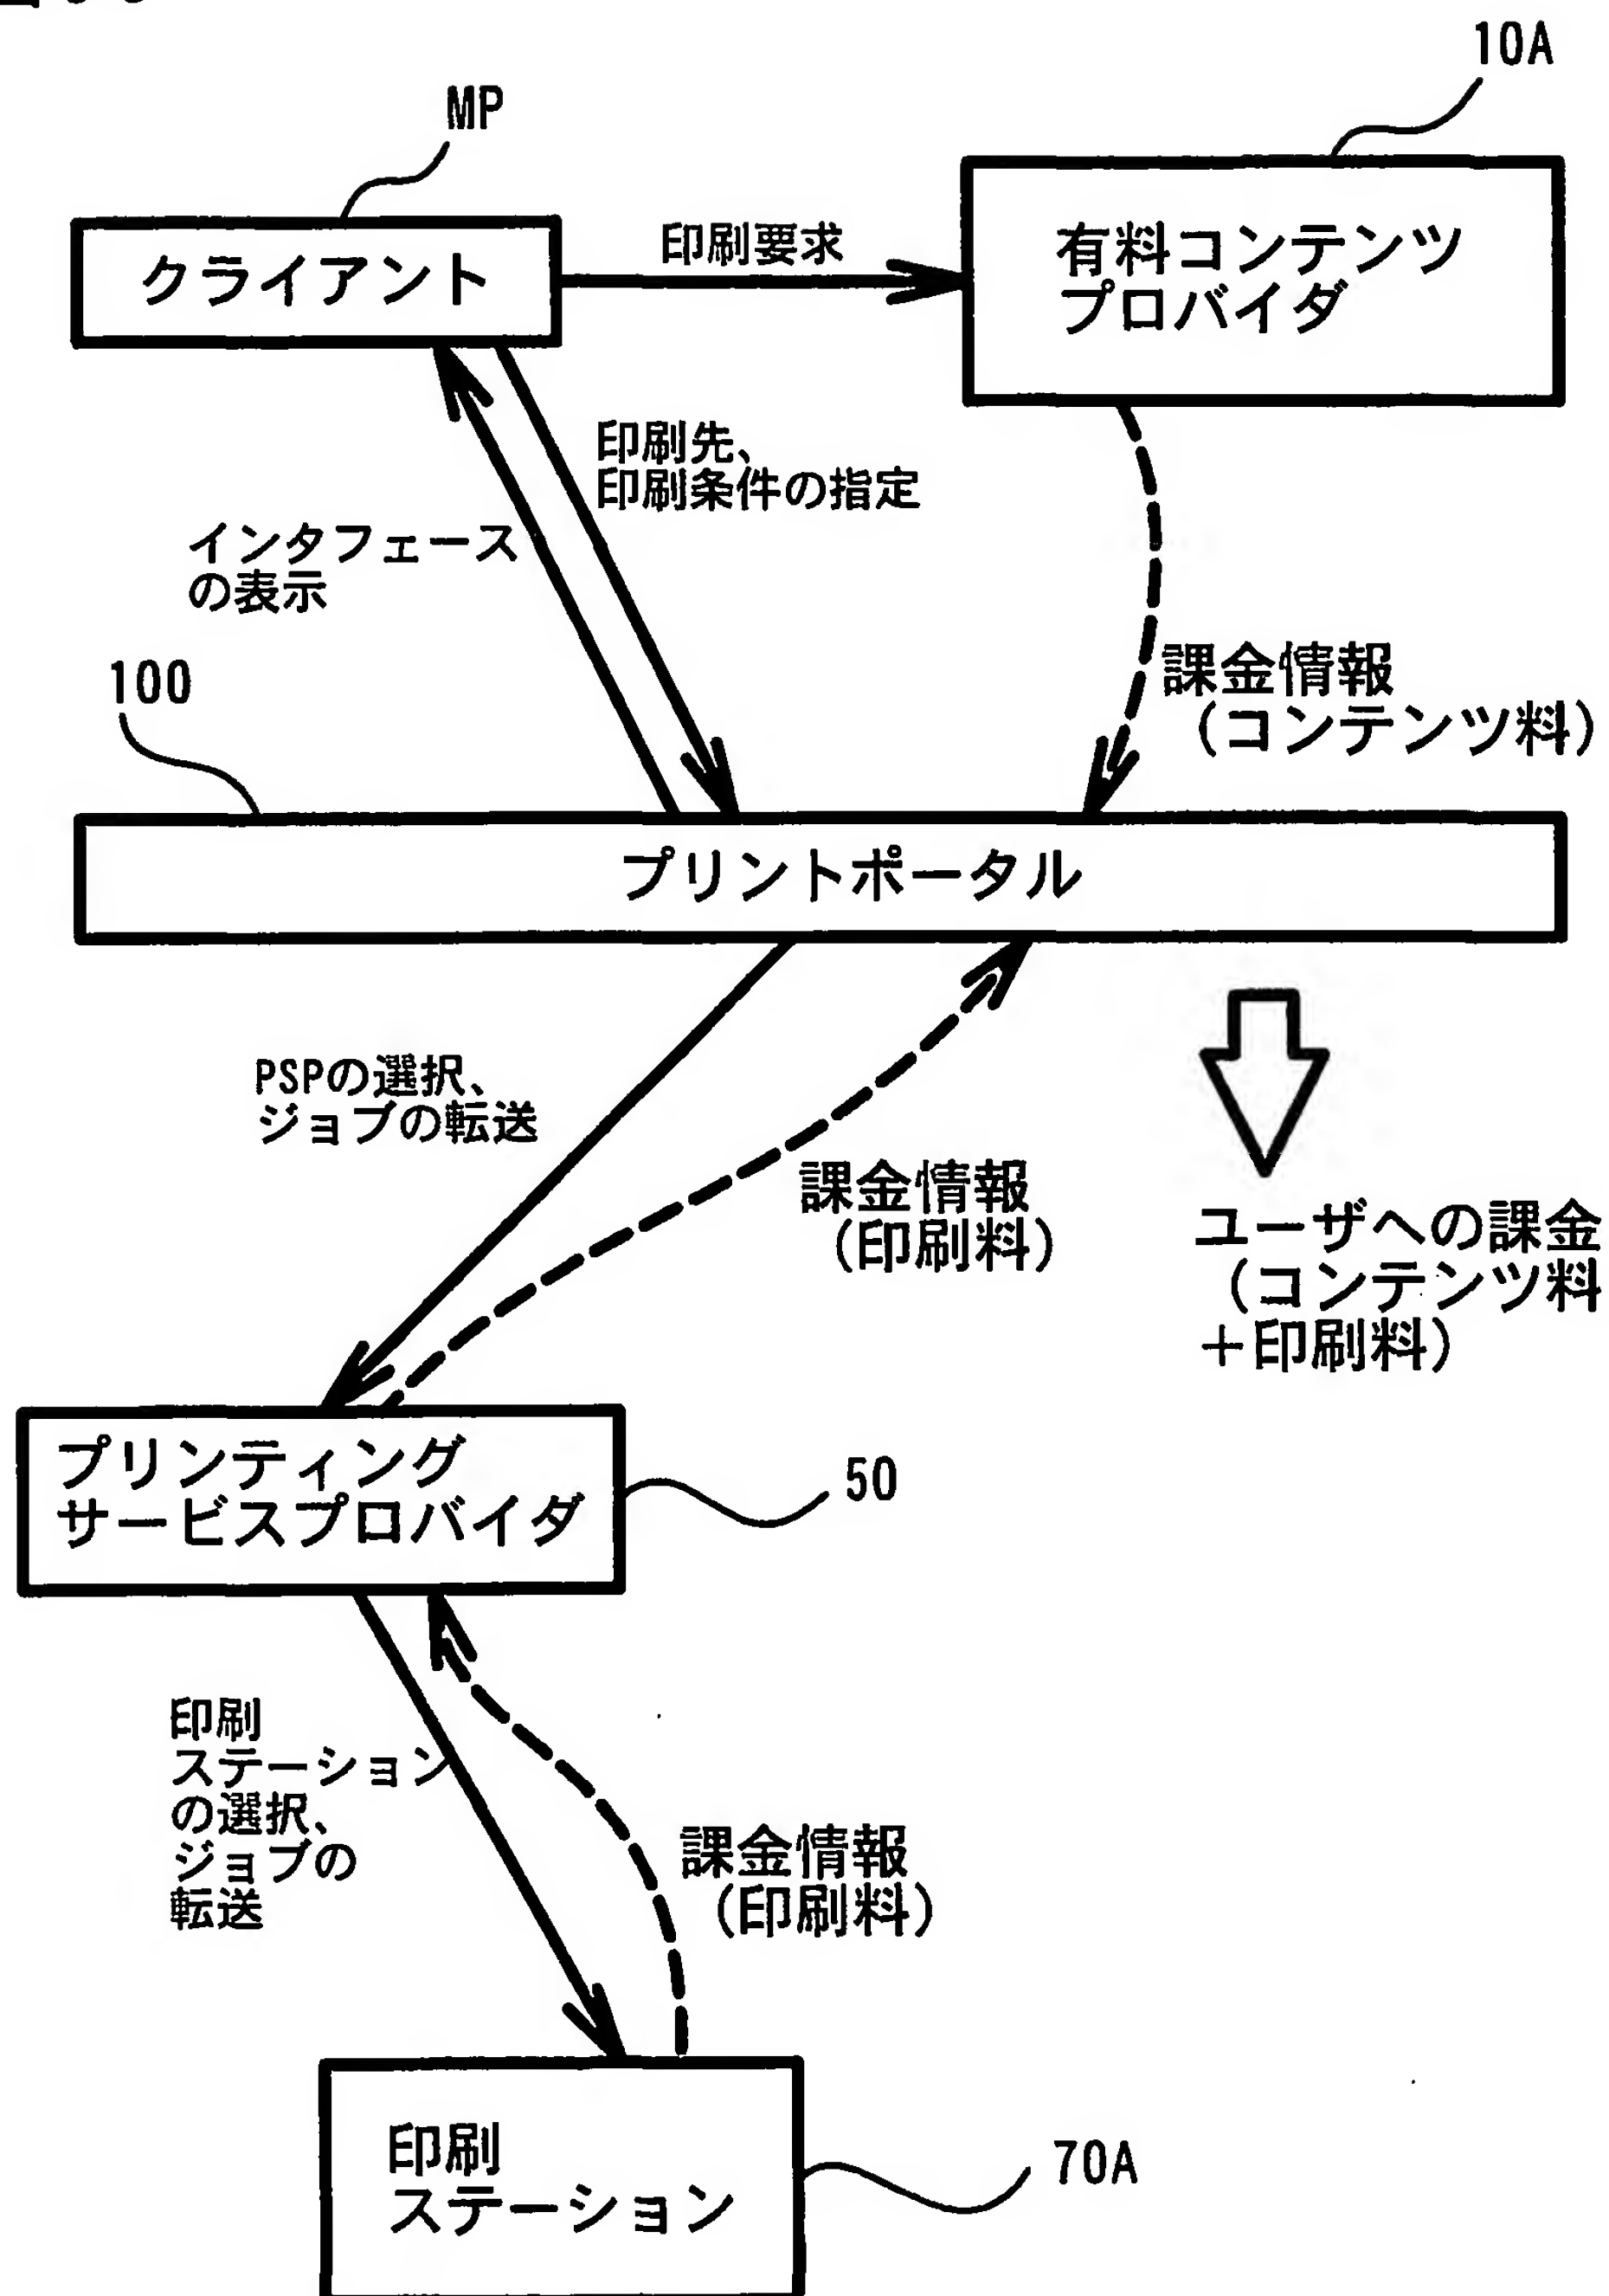 10A
MP
クライアント
印刷要求
有料コンテンツ
プロバイダ
印刷先、
印刷条件の指定
インタフェース
の表示
100
課金情報
(コンテンツ料)
プリントポータル
PSPの選択、
ジョブの転送
課金情報
(印刷料)
ユーザへの課金
(コンテンツ料
+印刷料)
プリンティング
サービスプロバイダ
50
印刷
ステーション
の選択、
ジョブの
転送
課金情報
(印刷料)
印刷
ステーション
70A